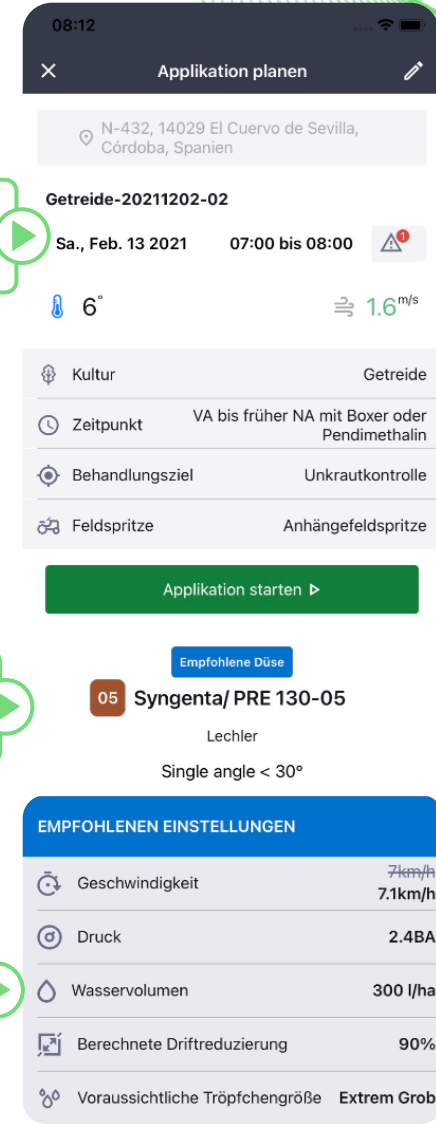 08:12
Applikation planen
N-432, 14029 El Cuervo de Sevilla,
Córdoba, Spanien
Getreide-20211202-02
Sa., Feb. 13 2021 07:00 bis 08:00 1
6° 1.6 m/s
Kultur Getreide
Zeitpunkt VA bis früher NA mit Boxer oder
Pendimethalin
Behandlungsziel Unkrautkontrolle
Feldspritze Anhängefeldspritze
Applikation starten
Empfohlene Düse
05 Syngenta/ PRE 130-05
Lechler
Single angle < 30°
EMPFOHLENEN EINSTELLUNGEN
7km/h
Geschwindigkeit 7.1km/h
Druck 2.4BA
Wasservolumen 300 l/ha
Berechnete Driftreduzierung 90%
Voraussichtliche Tröpfchengröße Extrem Grob